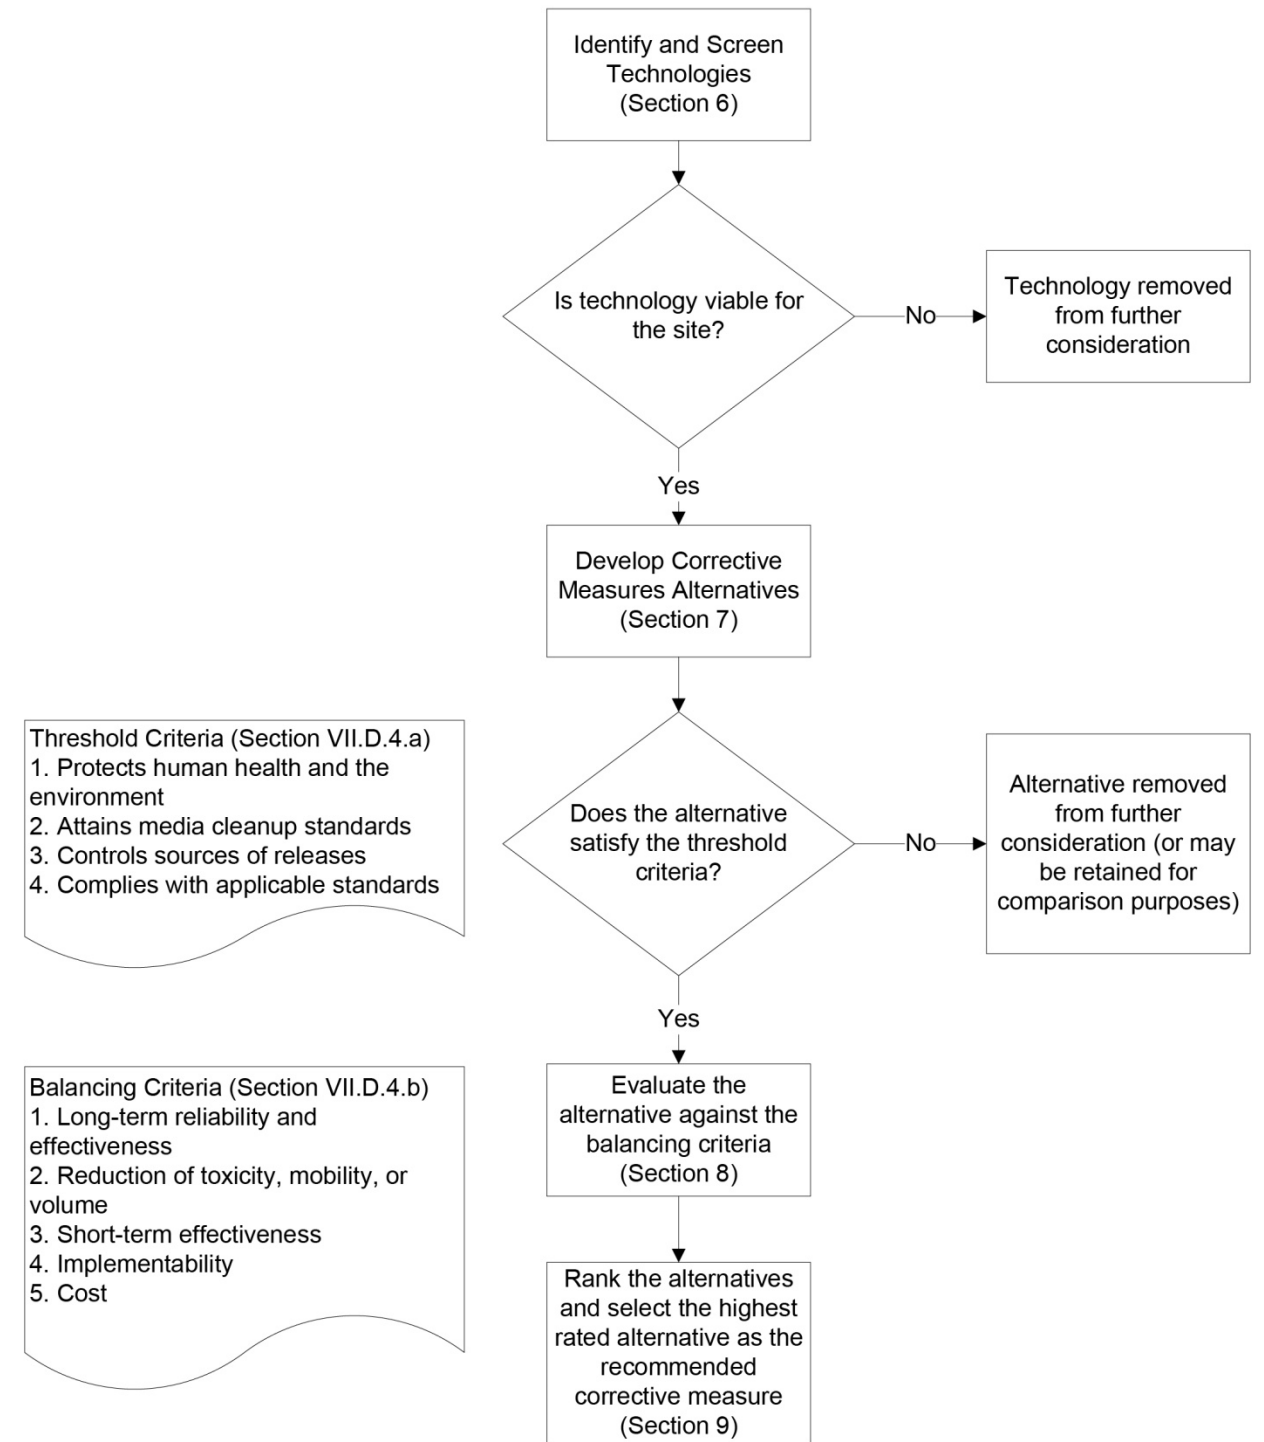 Identify and Screen
Technologies
(Section 6)
Is technology viable for
the site?
No
Technology removed
from further
consideration
Yes
Develop Corrective
Measures Alternatives
(Section 7)
Threshold Criteria (Section VII.D.4.a)
1. Protects human health and the
environment
2. Attains media cleanup standards
3. Controls sources of releases
4. Complies with applicable standards
Does the alternative
satisfy the threshold
criteria?
No
Alternative removed
from further
consideration (or may
be retained for
comparison purposes)
Yes
Balancing Criteria (Section VII.D.4.b)
1. Long-term reliability and
effectiveness
2. Reduction of toxicity, mobility, or
volume
3. Short-term effectiveness
4. Implementability
5. Cost
Evaluate the
alternative against the
balancing criteria
(Section 8)
Rank the alternatives
and select the highest
rated alternative as the
recommended
corrective measure
(Section 9)